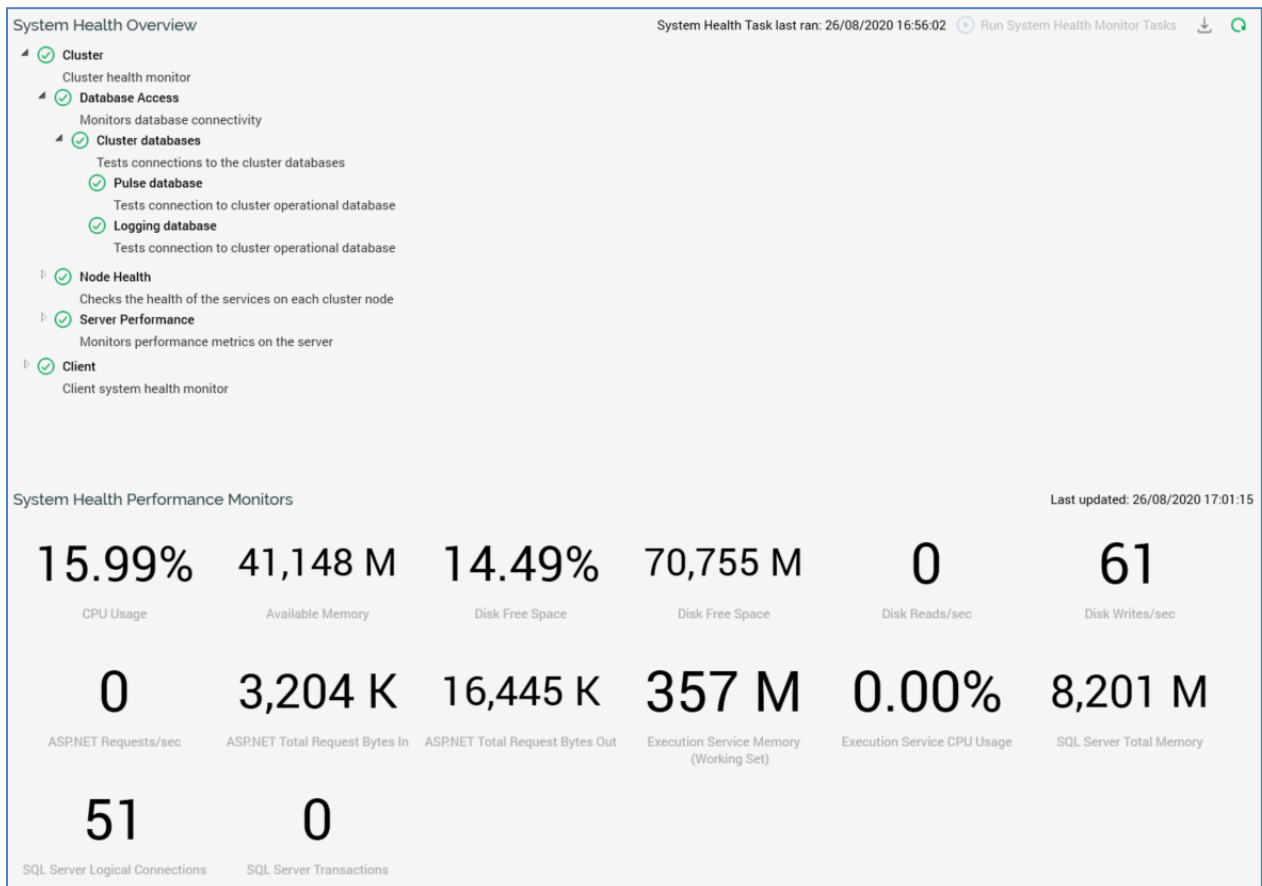 System Health Overview
System Health Task last ran: 26/08/2020 16:56:02 Run System Health Monitor Tasks
Cluster
Cluster health monitor
Database Access
Monitors database connectivity
Cluster databases
Tests connections to the cluster databases
Pulse database
Tests connection to cluster operational database
Logging database
Tests connection to cluster operational database
Node Health
Checks the health of the services on each cluster node
Server Performance
Monitors performance metrics on the server
Client
Client system health monitor
System Health Performance Monitors
Last updated: 26/08/2020 17:01:15
15.99% 41,148 M 14.49% 70,755 M 0 61
CPU Usage Available Memory Disk Free Space Disk Free Space Disk Reads/sec Disk Writes/sec
0 3,204 K 16,445 K 357 M 0.00% 8,201 M
ASP.NET Requests/sec ASP.NET Total Request Bytes In ASP.NET Total Request Bytes Out Execution Service Memory Execution Service CPU Usage SQL Server Total Memory
(Working Set)
51 0
SQL Server Logical Connections SQL Server Transactions